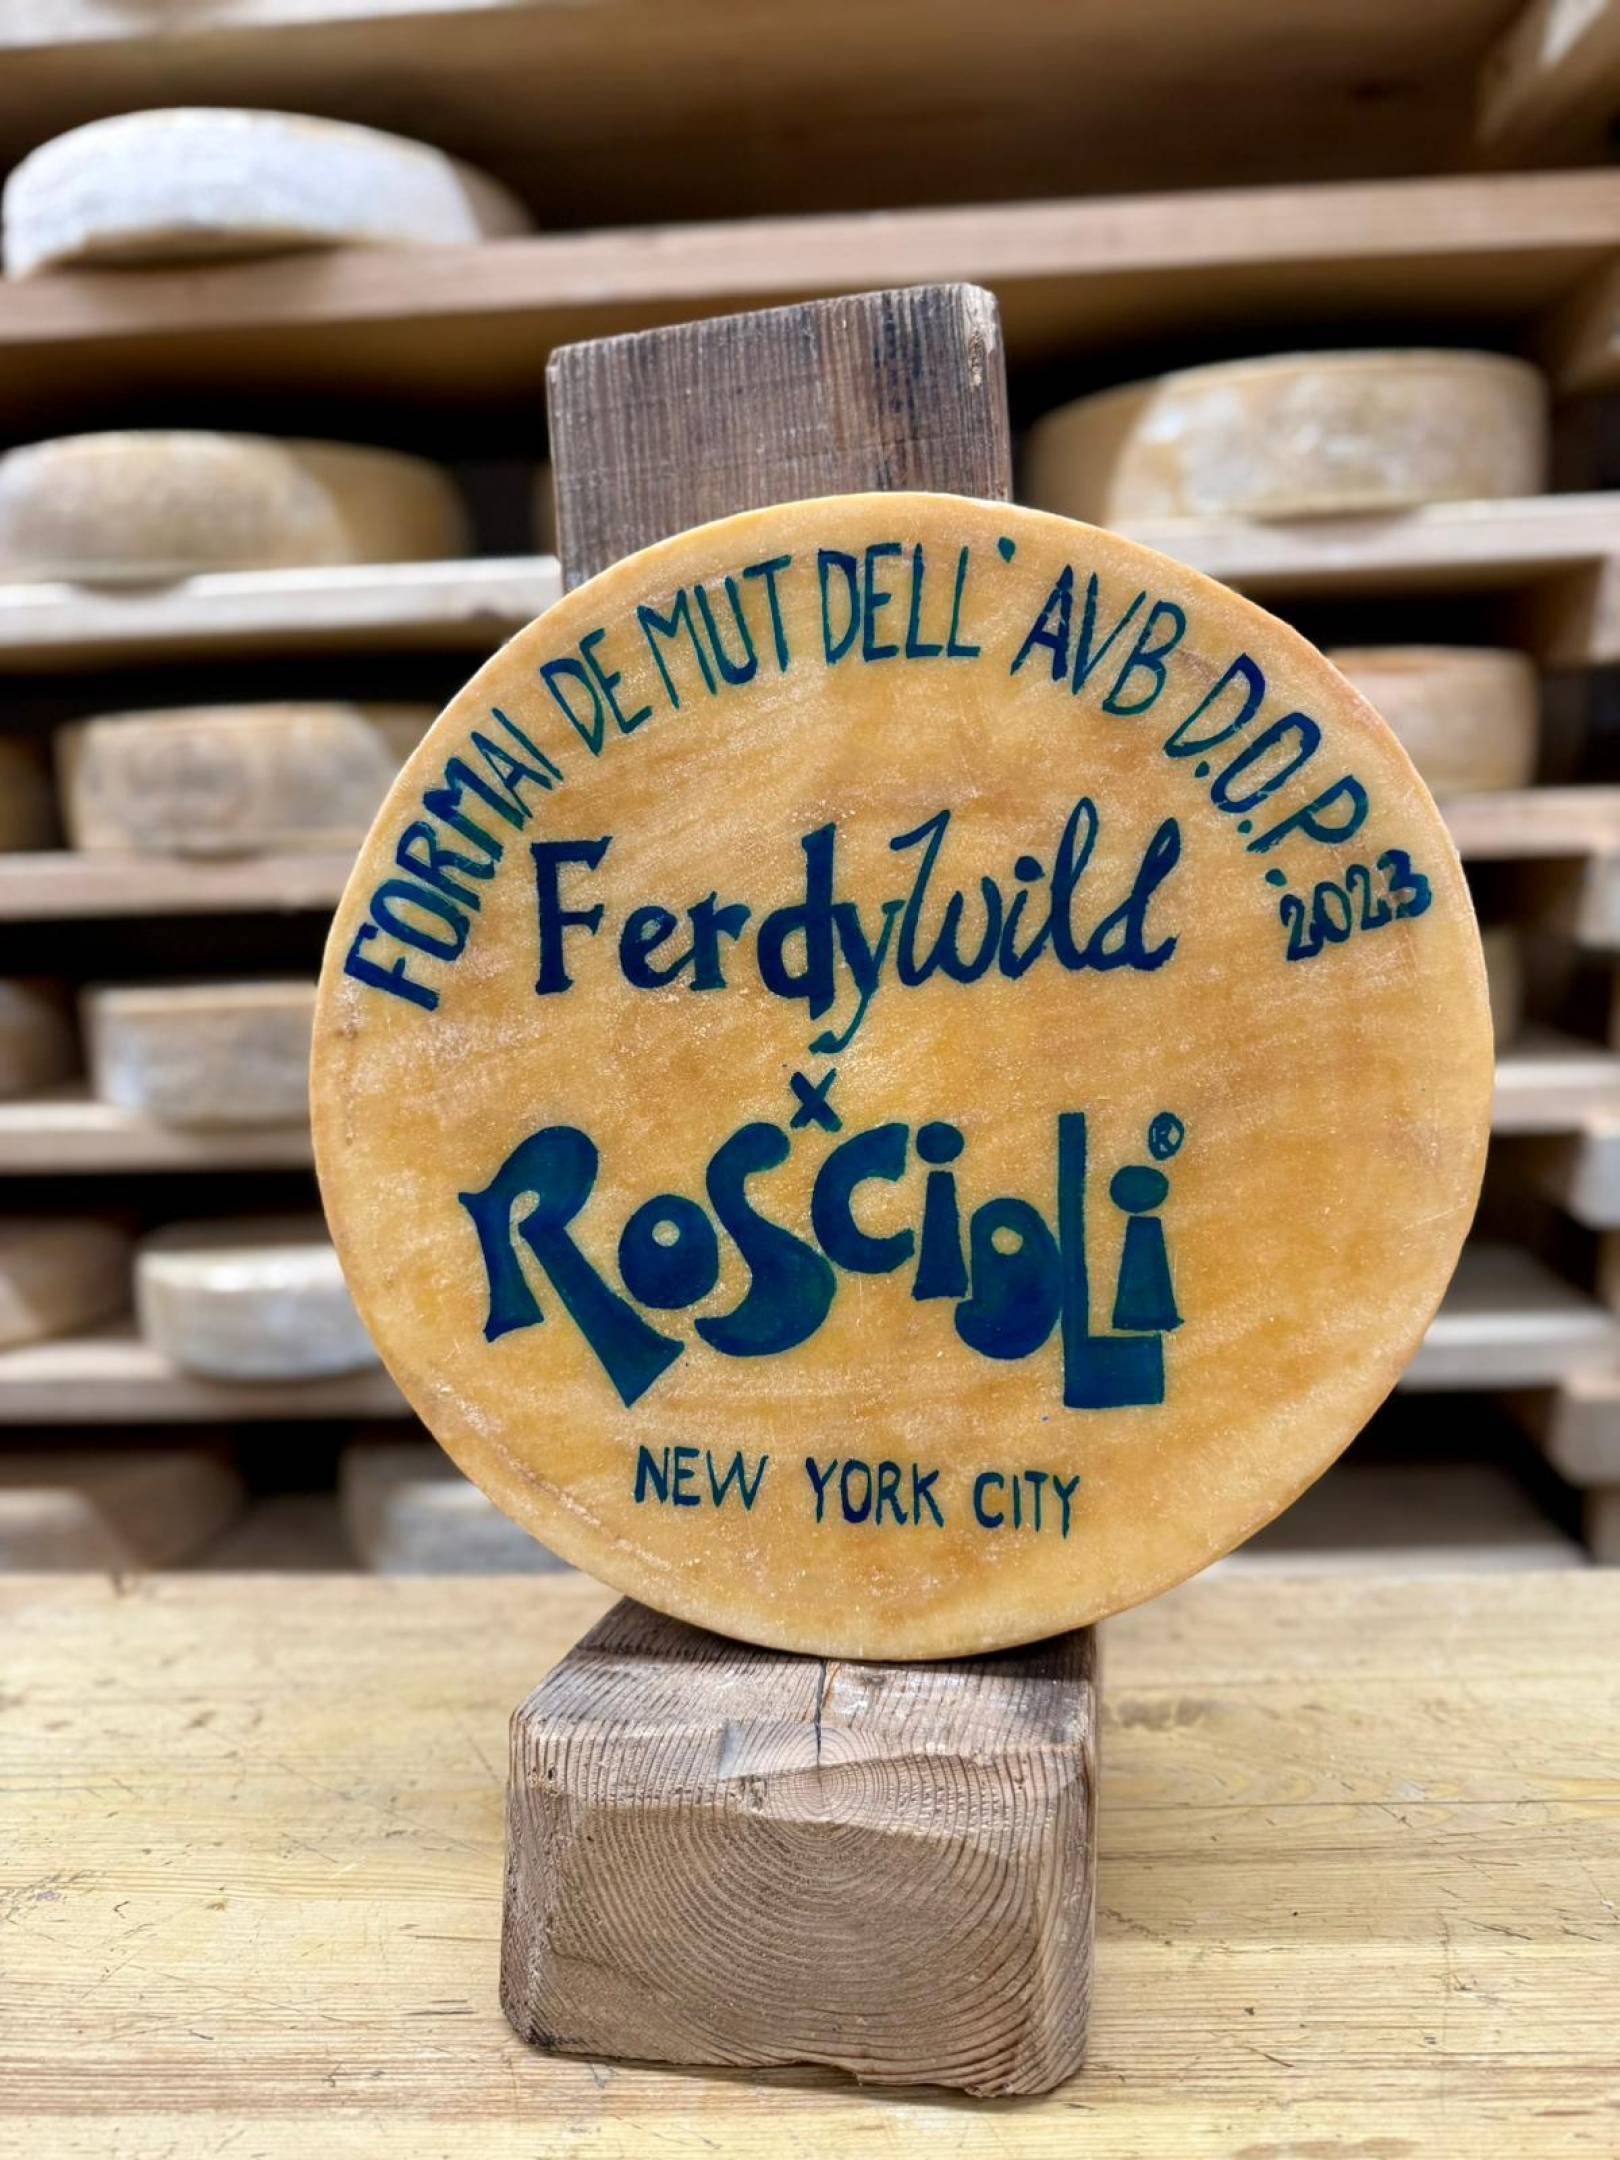 FORMAI DE MUT DELL' AVB D.O.P. '2023
FerdyWild
x
RoSCioLi®
NEW YORK CITY